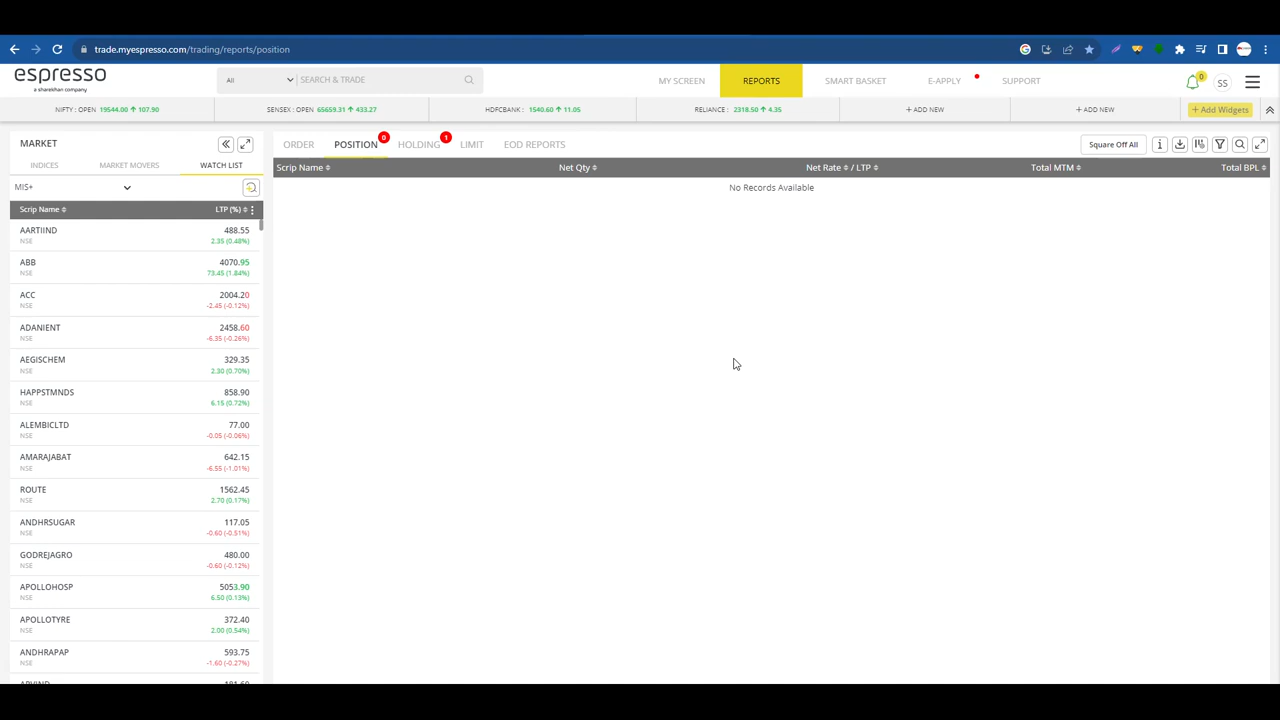 trade.myespresso.com/trading/reports/position
espresso
a sharekhan company
All
SEARCH & TRADE
MY SCREEN
REPORTS
SMART BASKET
E-APPLY
SUPPORT
0
SS
NIFTY : OPEN 19544.00 ↑ 107.90
SENSEX : OPEN 65659.31 ↑ 433.27
HDFCBANK : 1540.60 ↑ 11.05
RELIANCE : 2318.50 ↑ 4.35
+ ADD NEW
+ ADD NEW
+ Add Widgets
MARKET
INDICES
MARKET MOVERS
WATCH LIST
MIS+
Scrip Name
LTP (%)
AARTIIND 488.55
NSE 2.35 (0.48%)
ABB 4070.95
NSE 73.45 (1.84%)
ACC 2004.20
NSE -2.45 (-0.12%)
ADANIENT 2458.60
NSE -6.35 (-0.26%)
AEGISCHEM 329.35
NSE 2.30 (0.70%)
HAPPSTMNDS 858.90
NSE 6.15 (0.72%)
ALEMBICLTD 77.00
NSE -0.05 (-0.06%)
AMARAJABAT 642.15
NSE -6.55 (-1.01%)
ROUTE 1562.45
NSE 2.70 (0.17%)
ANDHRSUGAR 117.05
NSE -0.60 (-0.51%)
GODREJAGRO 480.00
NSE -0.60 (-0.12%)
APOLLOHOSP 5053.90
NSE 6.50 (0.13%)
APOLLOTYRE 372.40
NSE 2.00 (0.54%)
ANDHRAPAP 593.75
NSE -1.60 (-0.27%)
ORDER
POSITION 0
HOLDING 1
LIMIT
EOD REPORTS
Square Off All
Scrip Name
Net Qty
Net Rate / LTP
Total MTM
Total BPL
No Records Available